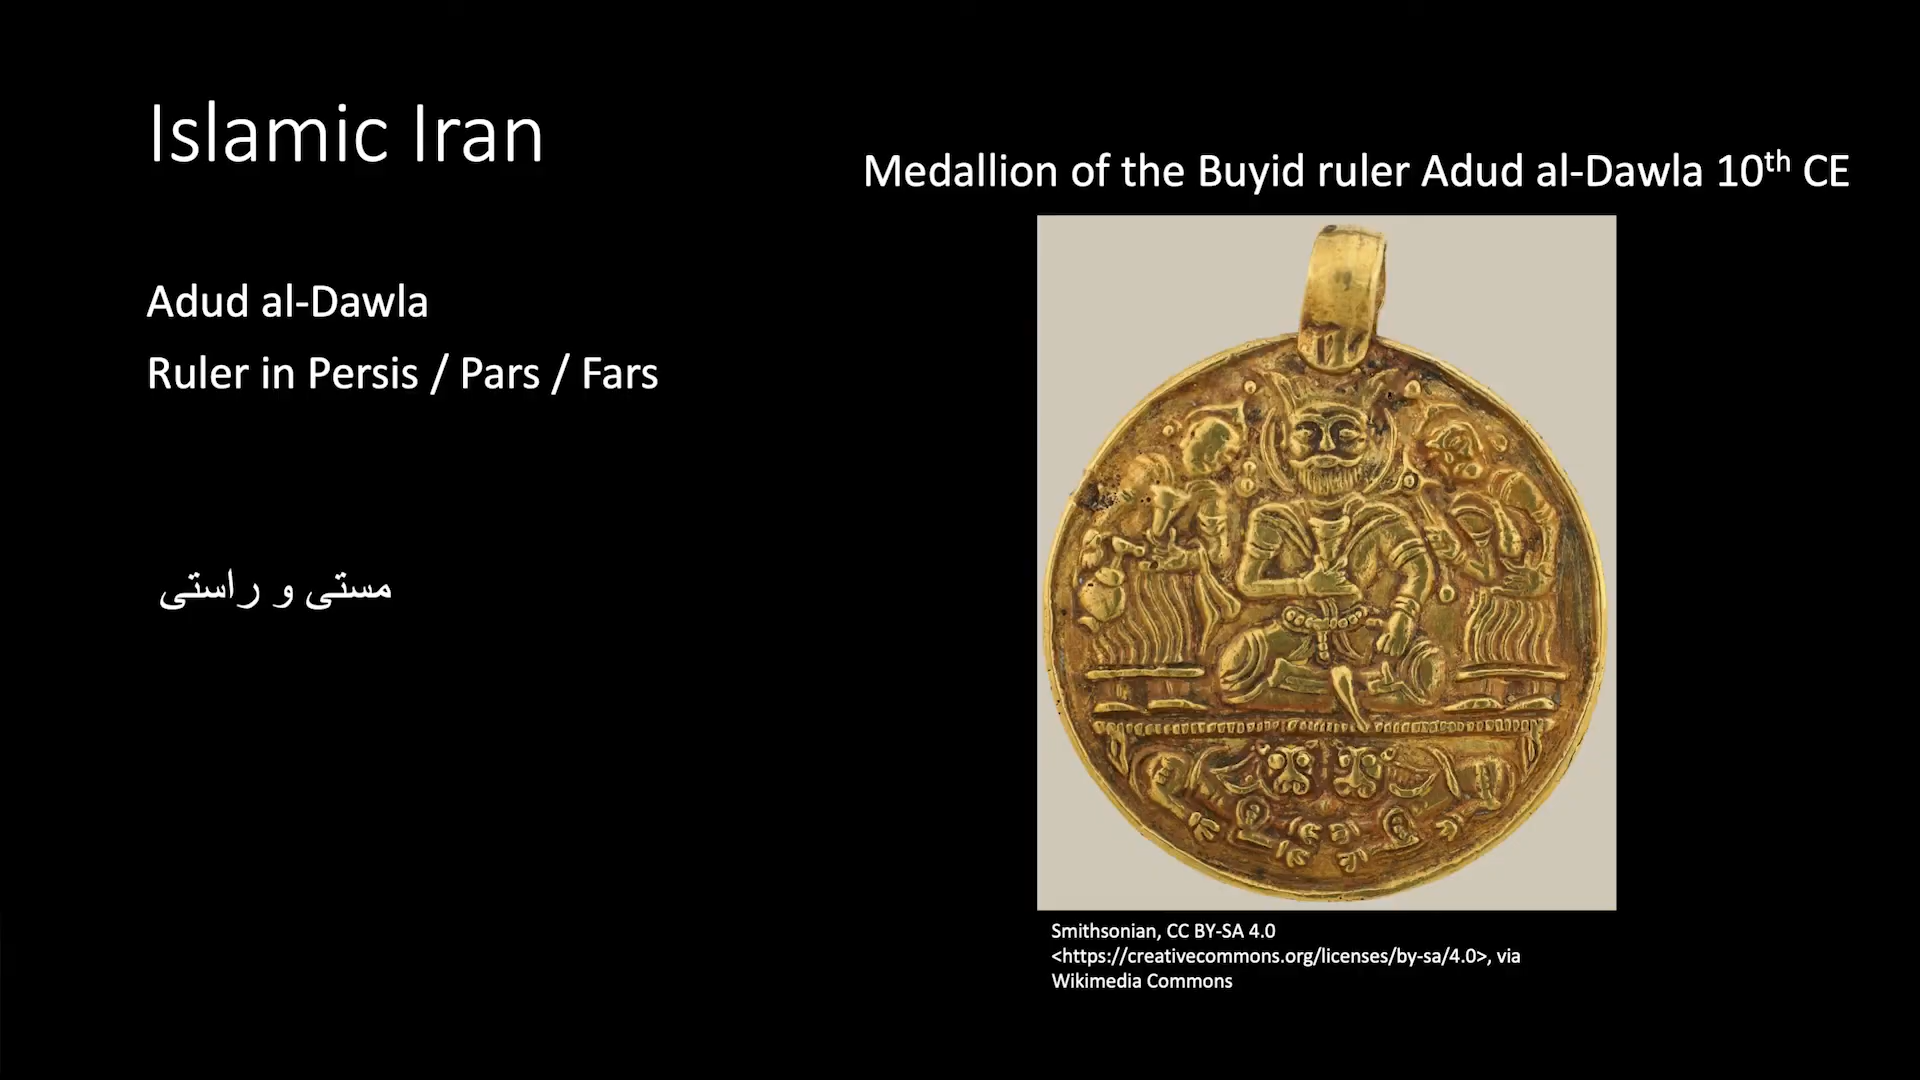 Islamic Iran
Medallion of the Buyid ruler Adud al-Dawla 10th CE
Adud al-Dawla
Ruler in Persis / Pars / Fars
مستی و راستی
Smithsonian, CC BY-SA 4.0
<https://creativecommons.org/licenses/by-sa/4.0>, via
Wikimedia Commons